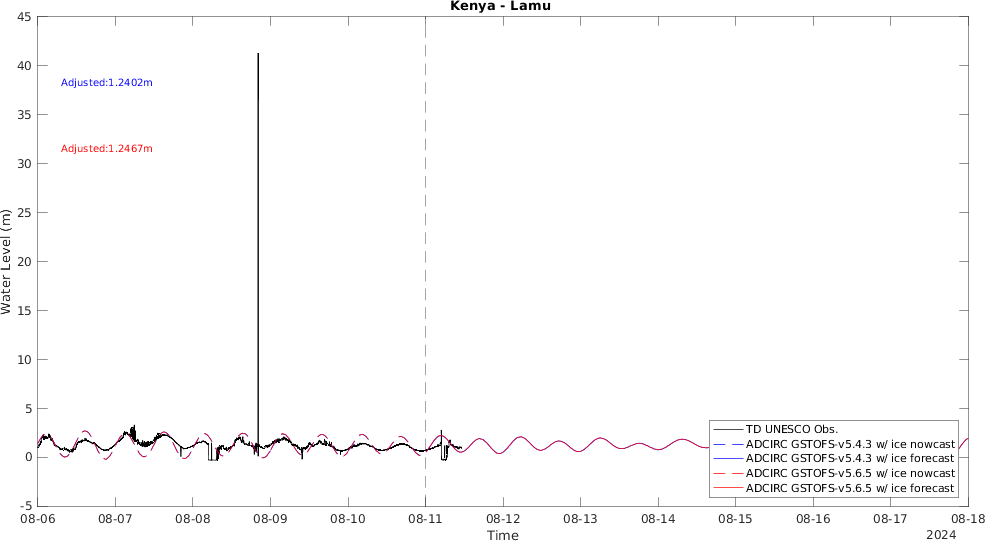 Kenya - Lamu
45
40
35
30
25
20
15
10
5
0
-5
Water Level (m)
Adjusted:1.2402m
Adjusted:1.2467m
TD UNESCO Obs.
ADCIRC GSTOFS-v5.4.3 w/ ice nowcast
ADCIRC GSTOFS-v5.4.3 w/ ice forecast
ADCIRC GSTOFS-v5.6.5 w/ ice nowcast
ADCIRC GSTOFS-v5.6.5 w/ ice forecast
08-06 08-07 08-08 08-09 08-10 08-11 08-12 08-13 08-14 08-15 08-16 08-17 08-18
Time
2024